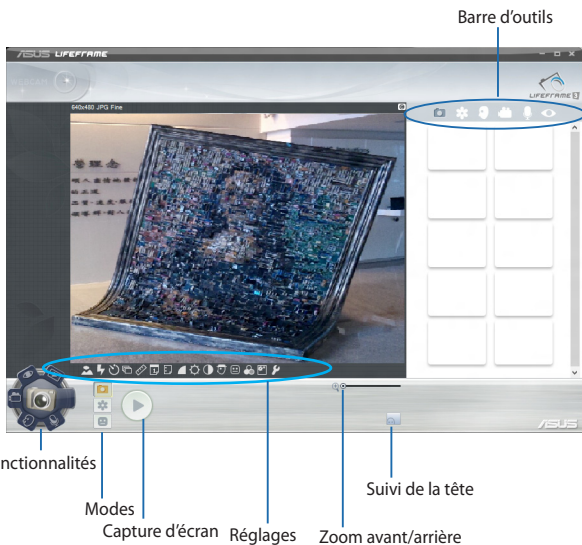 Barre d'outils
ASUS LIFEFRAME
LIFEFRAME 3
640x480 JPG Fine
ASUS
nctionnalités
Modes
Capture d'écran
Réglages
Suivi de la tête
Zoom avant/arrière